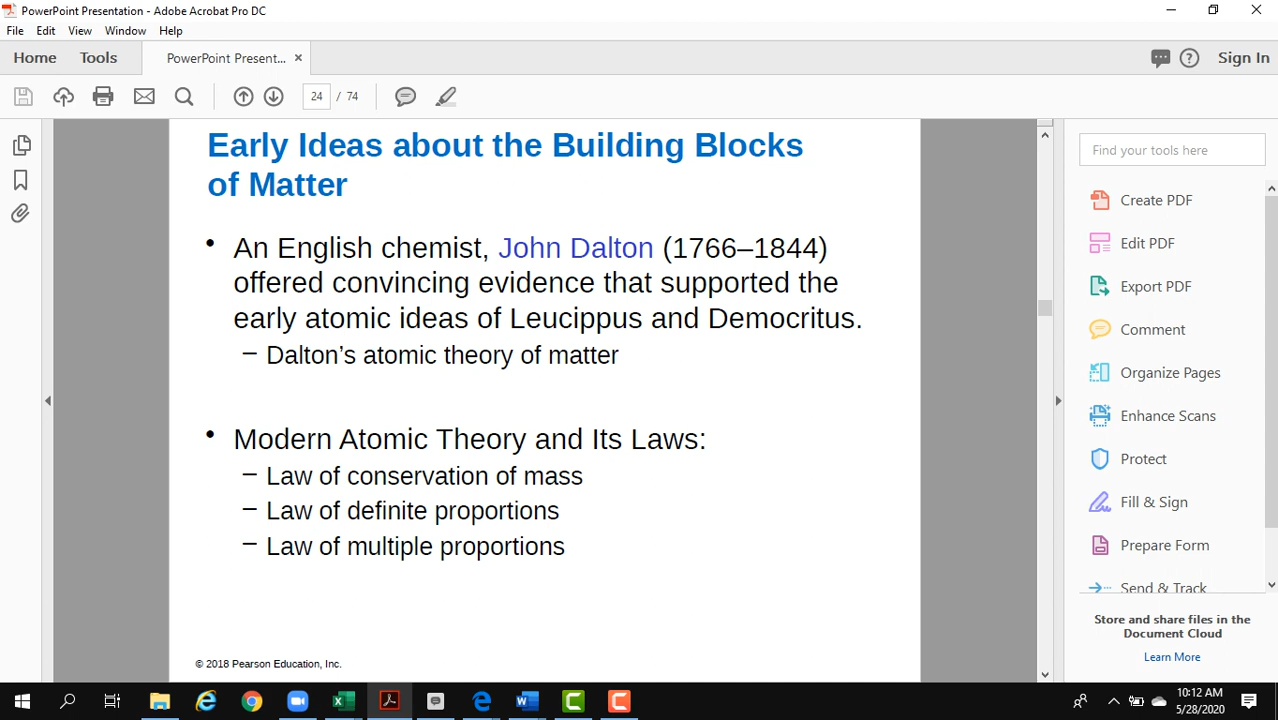 PowerPoint Presentation - Adobe Acrobat Pro DC
File Edit View Window Help
Home Tools PowerPoint Present... × Sign In
24 / 74
Early Ideas about the Building Blocks
of Matter
• An English chemist, John Dalton (1766–1844)
offered convincing evidence that supported the
early atomic ideas of Leucippus and Democritus.
– Dalton’s atomic theory of matter
• Modern Atomic Theory and Its Laws:
– Law of conservation of mass
– Law of definite proportions
– Law of multiple proportions
© 2018 Pearson Education, Inc.
Find your tools here
Create PDF
Edit PDF
Export PDF
Comment
Organize Pages
Enhance Scans
Protect
Fill & Sign
Prepare Form
Send & Track
Store and share files in the
Document Cloud
Learn More
10:12 AM
5/28/2020